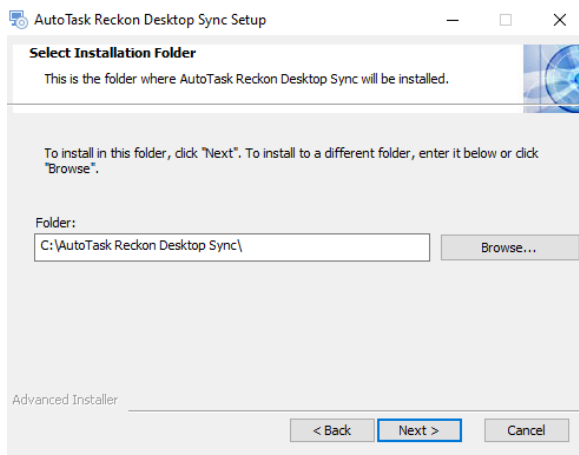 AutoTask Reckon Desktop Sync Setup
Select Installation Folder
This is the folder where AutoTask Reckon Desktop Sync will be installed.
To install in this folder, click "Next". To install to a different folder, enter it below or click
"Browse".
Folder:
C:\AutoTask Reckon Desktop Sync\
Browse...
Advanced Installer
< Back
Next >
Cancel